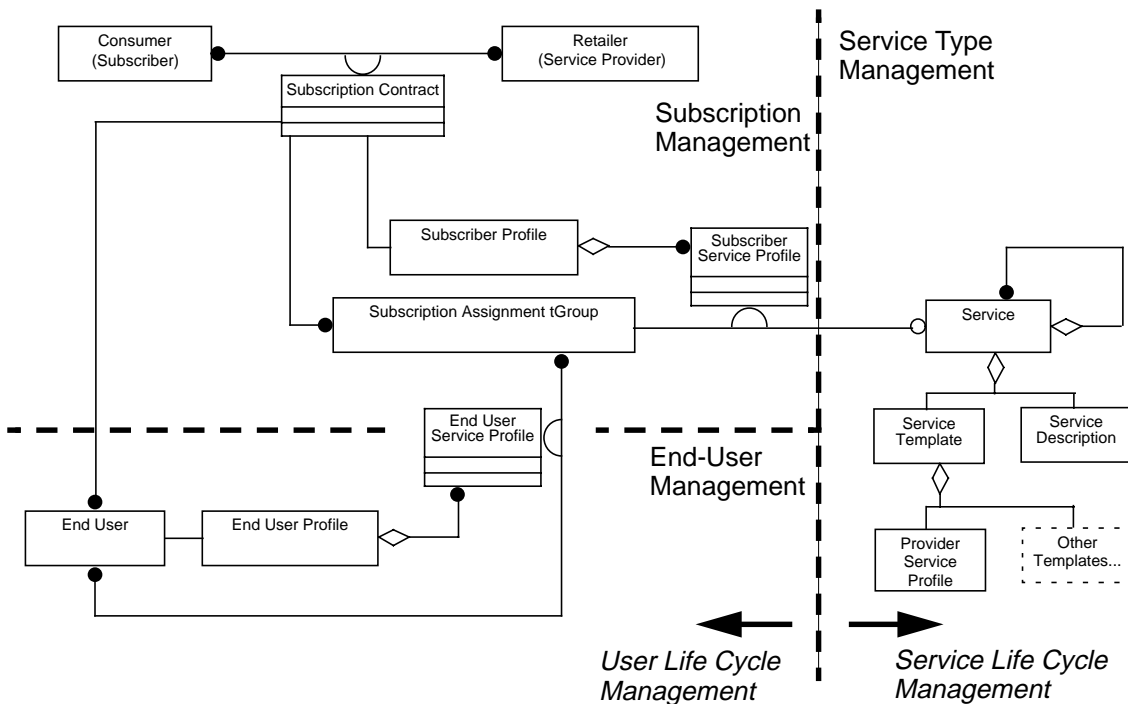 Consumer
(Subscriber)
Retailer
(Service Provider)
Service Type
Management
Subscription Contract
Subscription
Management
Subscriber Profile
Subscriber
Service Profile
Subscription Assignment tGroup
Service
End User
Service Profile
Service
Template
Service
Description
End-User
Management
End User
End User Profile
Provider
Service
Profile
Other
Templates...
User Life Cycle
Management
Service Life Cycle
Management